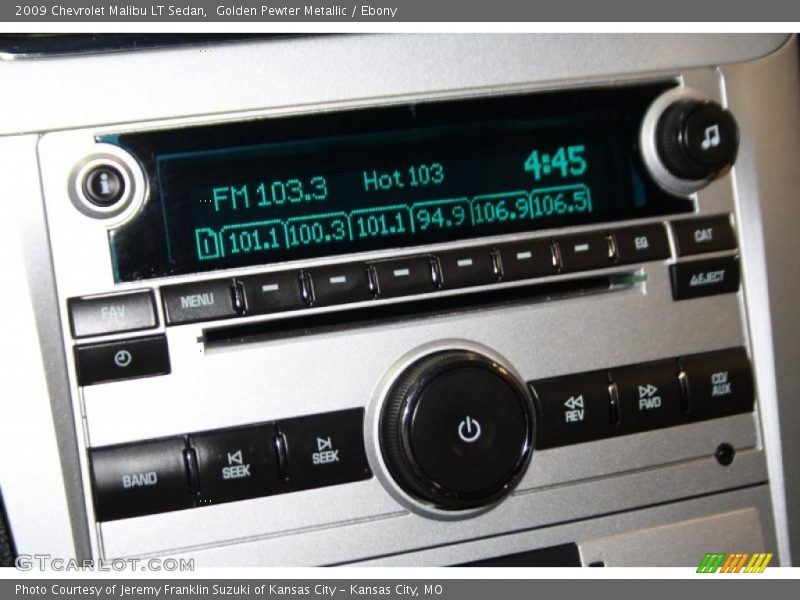 2009 Chevrolet Malibu LT Sedan, Golden Pewter Metallic / Ebony
FM 103.3 Hot 103 4:45
1 101.1 100.3 101.1 94.9 106.9 106.5
i
FAV MENU EQ CAT
EJECT
BAND SEEK SEEK REV FWD CD/AUX
GTCARLOT.COM
Photo Courtesy of Jeremy Franklin Suzuki of Kansas City - Kansas City, MO